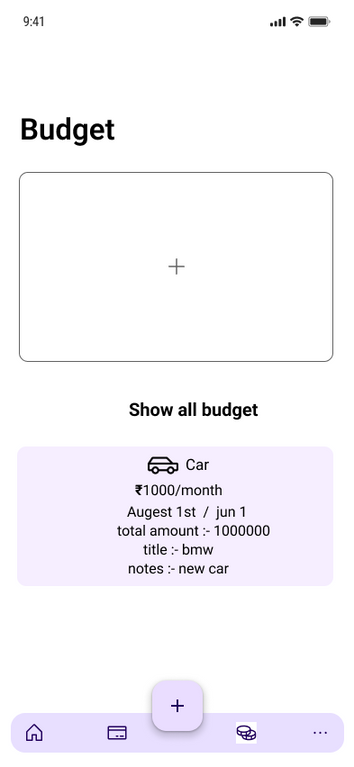 9:41
Budget
Show all budget
Car
₹1000/month
Augest 1st / jun 1
total amount :- 1000000
title :- bmw
notes :- new car